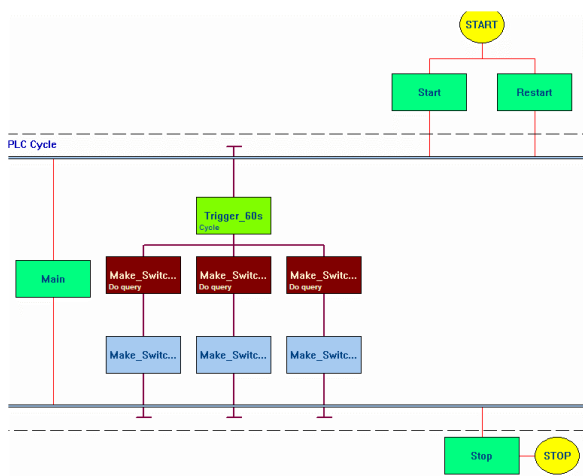 START
Start
Restart
PLC Cycle
Trigger_60s
Cycle
Main
Make_Switc...
Do query
Make_Switc...
Do query
Make_Switc...
Do query
Make_Switc...
Make_Switc...
Make_Switc...
Stop
STOP